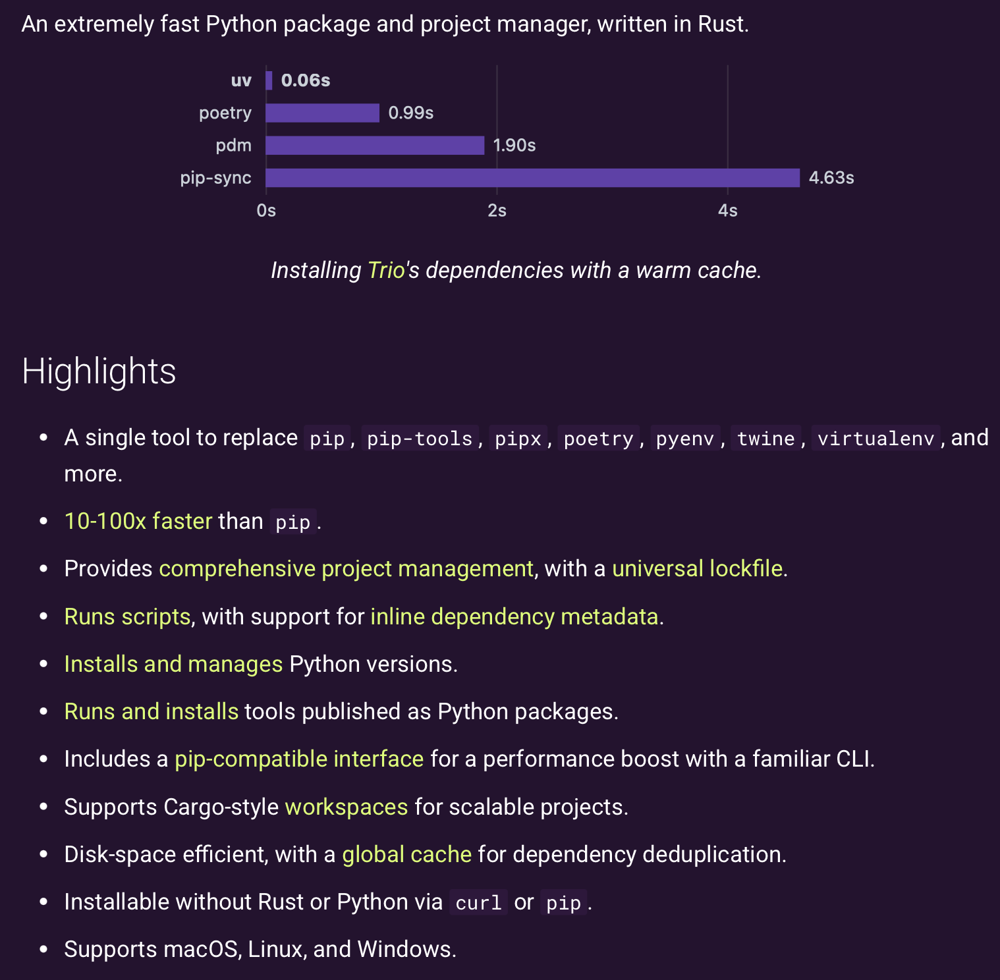 An extremely fast Python package and project manager, written in Rust.
uv 0.06s
poetry 0.99s
pdm 1.90s
pip-sync 4.63s
0s 2s 4s
Installing Trio's dependencies with a warm cache.
Highlights
• A single tool to replace pip, pip-tools, pipx, poetry, pyenv, twine, virtualenv, and
more.
• 10-100x faster than pip.
• Provides comprehensive project management, with a universal lockfile.
• Runs scripts, with support for inline dependency metadata.
• Installs and manages Python versions.
• Runs and installs tools published as Python packages.
• Includes a pip-compatible interface for a performance boost with a familiar CLI.
• Supports Cargo-style workspaces for scalable projects.
• Disk-space efficient, with a global cache for dependency deduplication.
• Installable without Rust or Python via curl or pip.
• Supports macOS, Linux, and Windows.